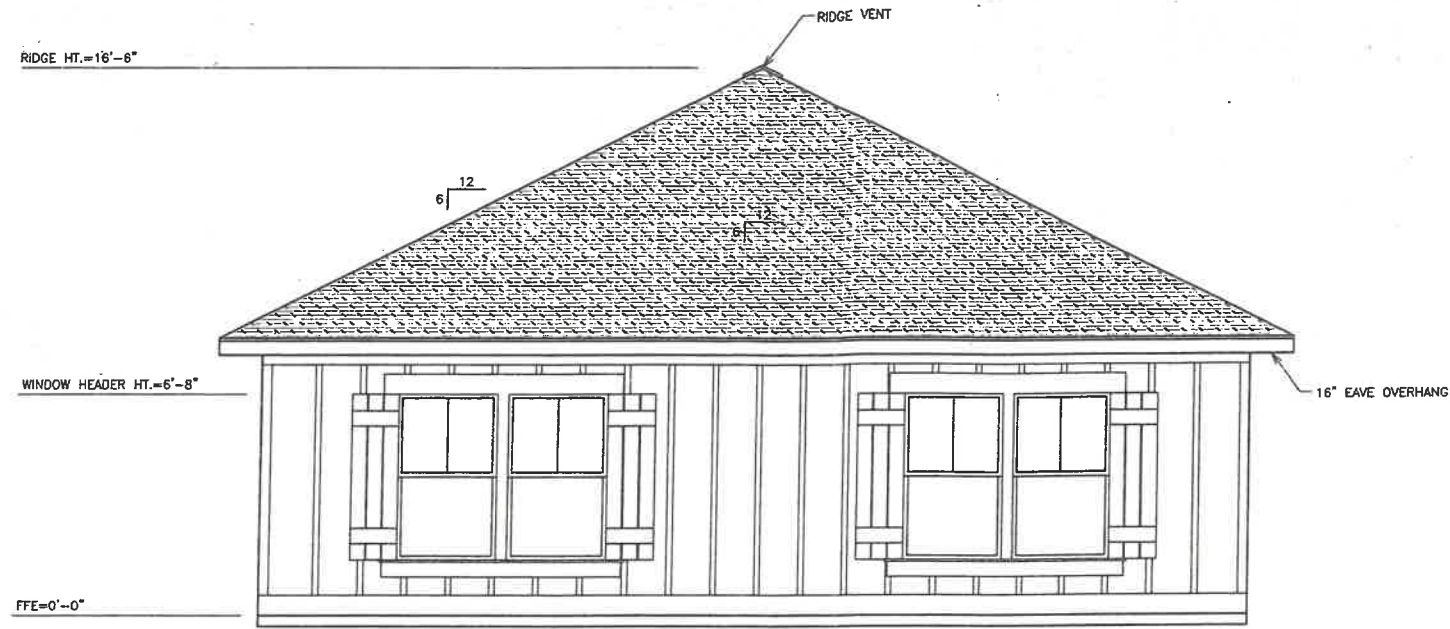 RIDGE VENT
RIDGE HT.=16'-6"
12
6
12
6
WINDOW HEADER HT.=6'-8"
16" EAVE OVERHANG
FFE=0'-0"